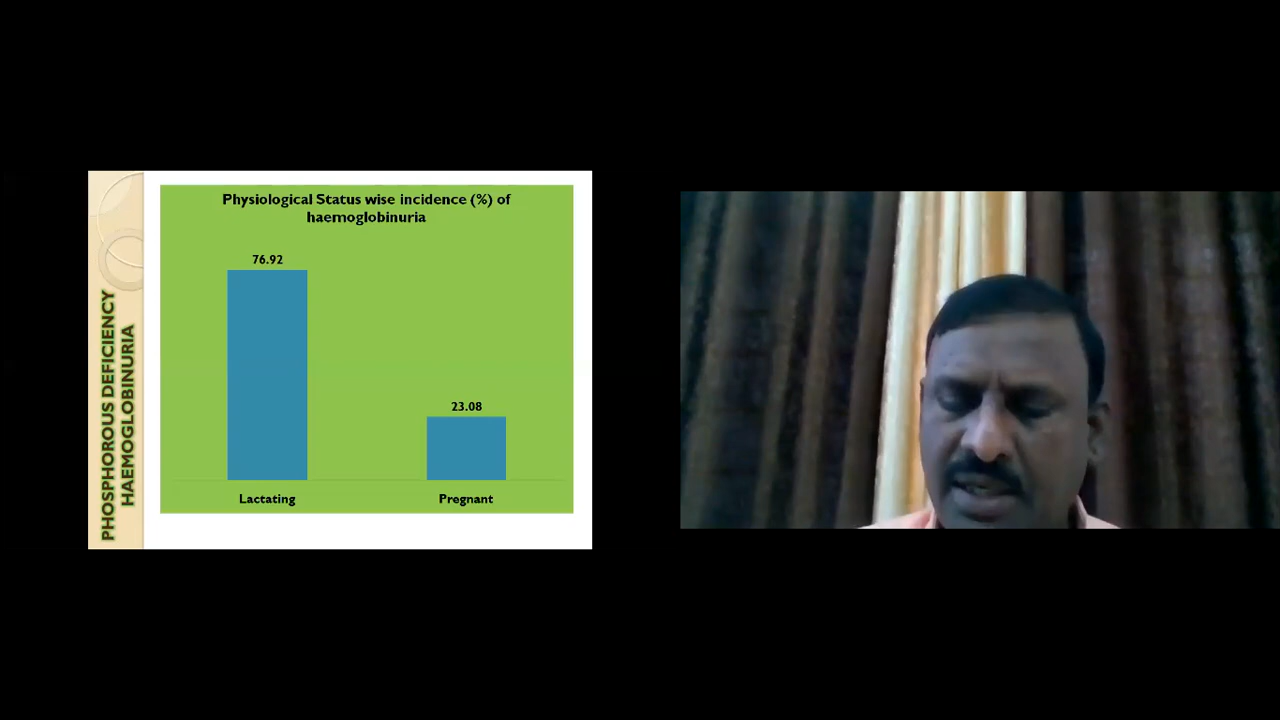 PHOSPHOROUS DEFICIENCY
HAEMOGLOBINURIA
Physiological Status wise incidence (%) of
haemoglobinuria
76.92
23.08
Lactating
Pregnant